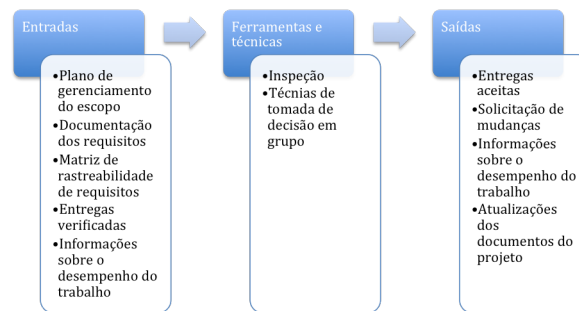 Entradas
•Plano de
gerenciamento
do escopo
•Documentação
dos requisitos
•Matriz de
rastreabilidade
de requisitos
•Entregas
verificadas
•Informações
sobre o
desempenho do
trabalho
Ferramentas e
técnicas
•Inspeção
•Técnias de
tomada de
decisão em
grupo
Saídas
•Entregas
aceitas
•Solicitação de
mudanças
•Informações
sobre o
desempenho do
trabalho
•Atualizações
dos
documentos do
projeto